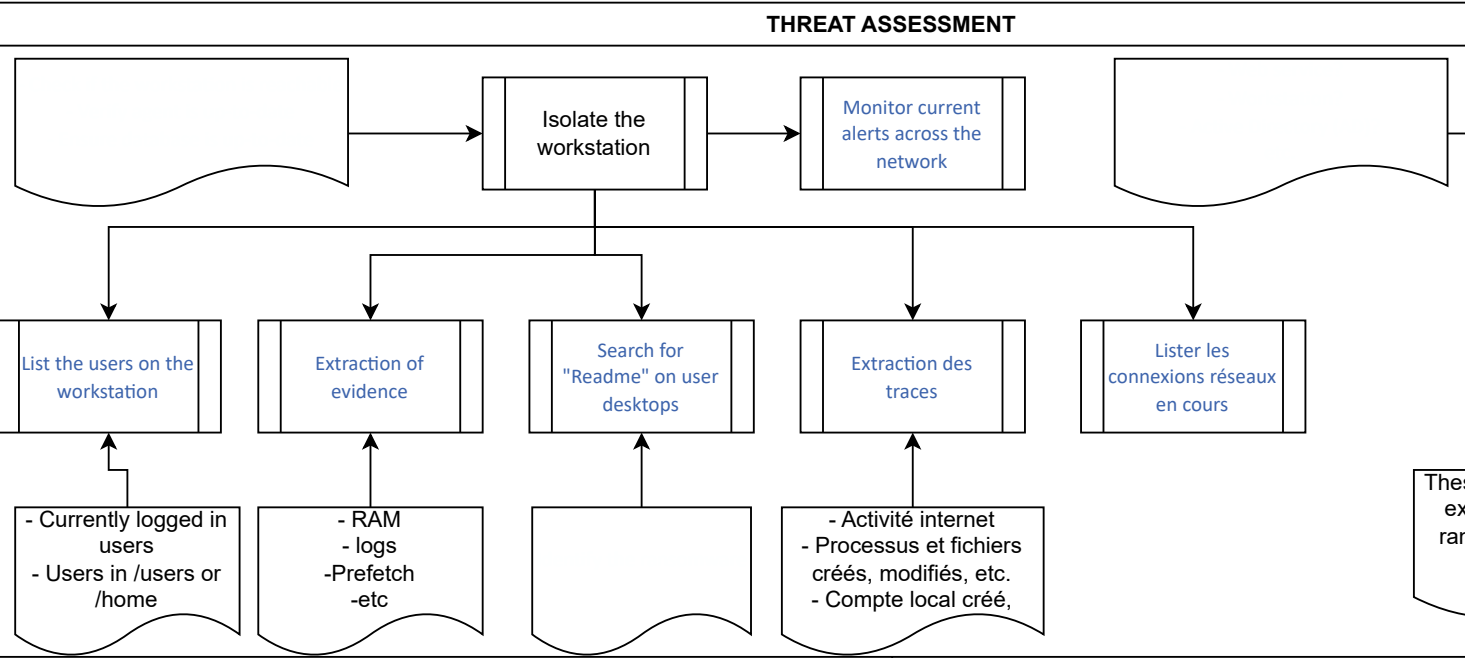 THREAT ASSESSMENT
Isolate the
workstation
Monitor current
alerts across the
network
List the users on the
workstation
Extraction of
evidence
Search for
"Readme" on user
desktops
Extraction des
traces
Lister les
connexions réseaux
en cours
- Currently logged in
users
- Users in /users or
/home
- RAM
- logs
-Prefetch
-etc
- Activité internet
- Processus et fichiers
créés, modifiés, etc.
- Compte local créé,